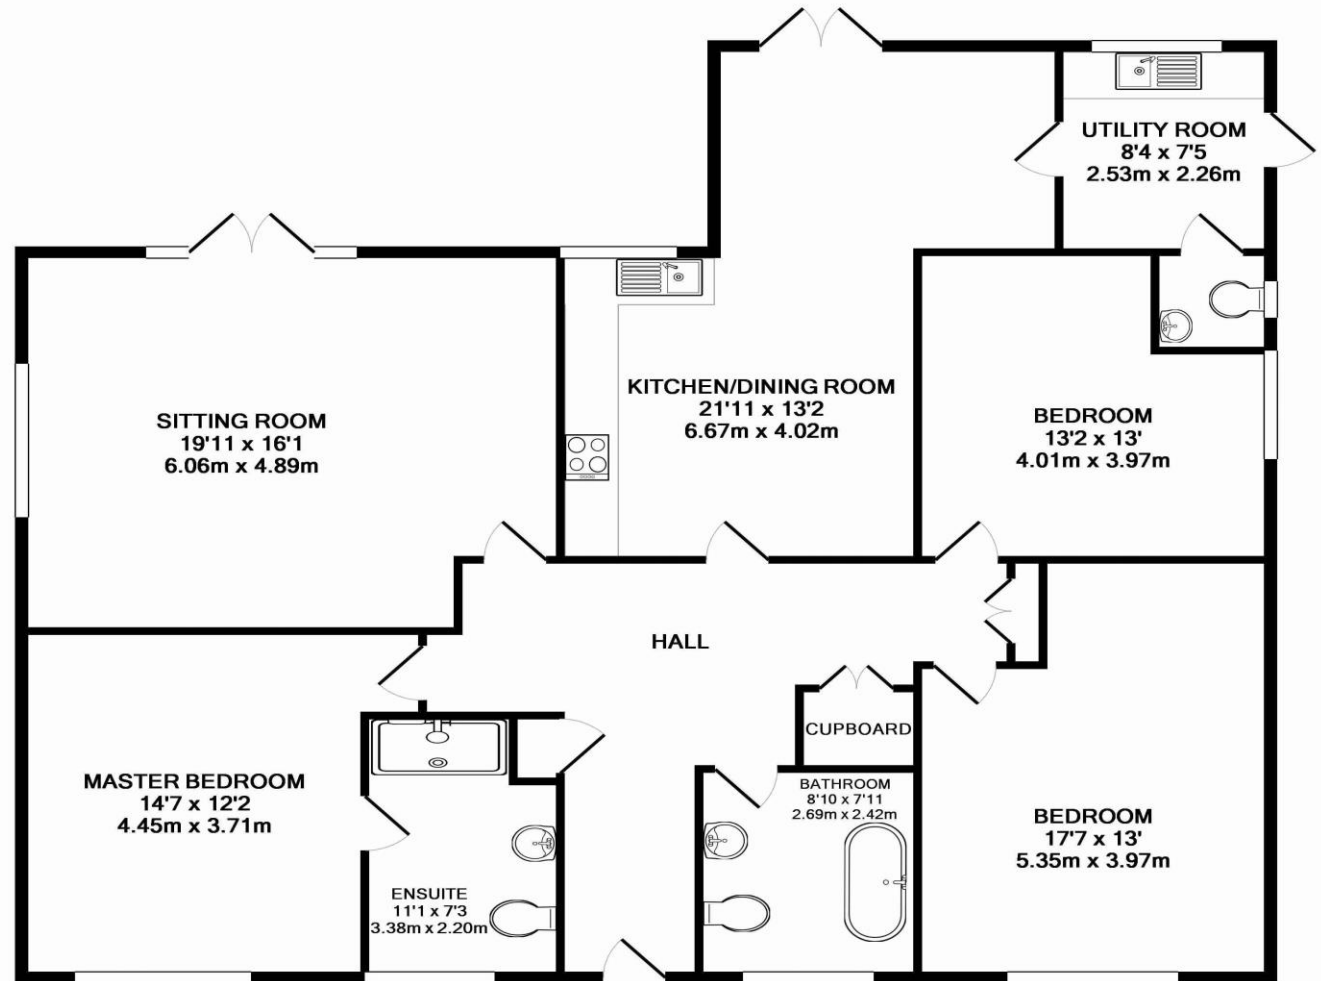 UTILITY ROOM
8'4 x 7'5
2.53m x 2.26m
SITTING ROOM
19'11 x 16'1
6.06m x 4.89m
KITCHEN/DINING ROOM
21'11 x 13'2
6.67m x 4.02m
BEDROOM
13'2 x 13'
4.01m x 3.97m
HALL
CUPBOARD
MASTER BEDROOM
14'7 x 12'2
4.45m x 3.71m
ENSUITE
11'1 x 7'3
3.38m x 2.20m
BATHROOM
8'10 x 7'11
2.69m x 2.42m
BEDROOM
17'7 x 13'
5.35m x 3.97m